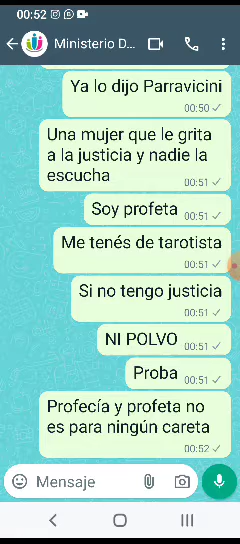 00:52
Ministerio D...
Ya lo dijo Parravicini
00:50
Una mujer que le grita
a la justicia y nadie la
escucha
00:51
Soy profeta
00:51
Me tenés de tarotista
00:51
Si no tengo justicia
00:51
NI POLVO
00:51
Proba
00:51
Profecía y profeta no
es para ningún careta
00:52
Mensaje